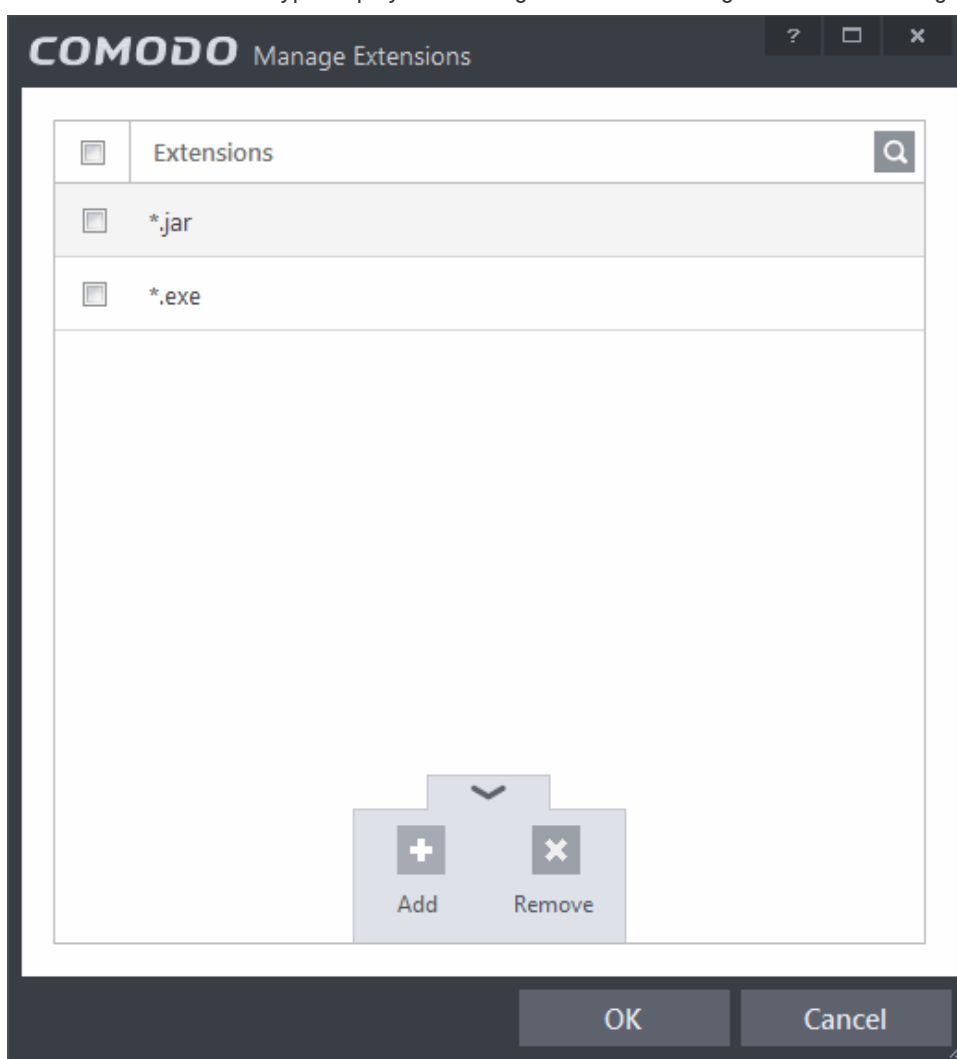 COMODO Manage Extensions ?
Extensions
*.jar
*.exe
Add Remove
OK Cancel